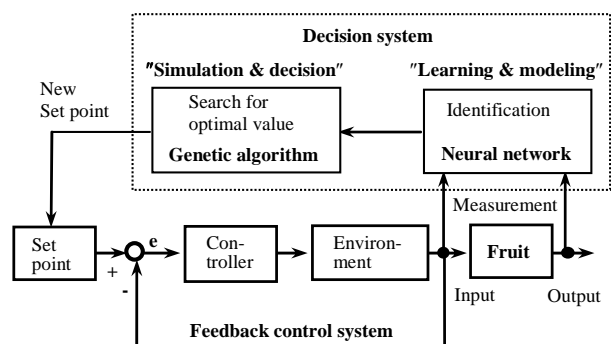 Decision system
"Simulation & decision"
"Learning & modeling"
New
Set point
Search for
optimal value
Genetic algorithm
Identification
Neural network
Measurement
Set
point
+
-
e
Con-
troller
Environ-
ment
Fruit
Input
Output
Feedback control system